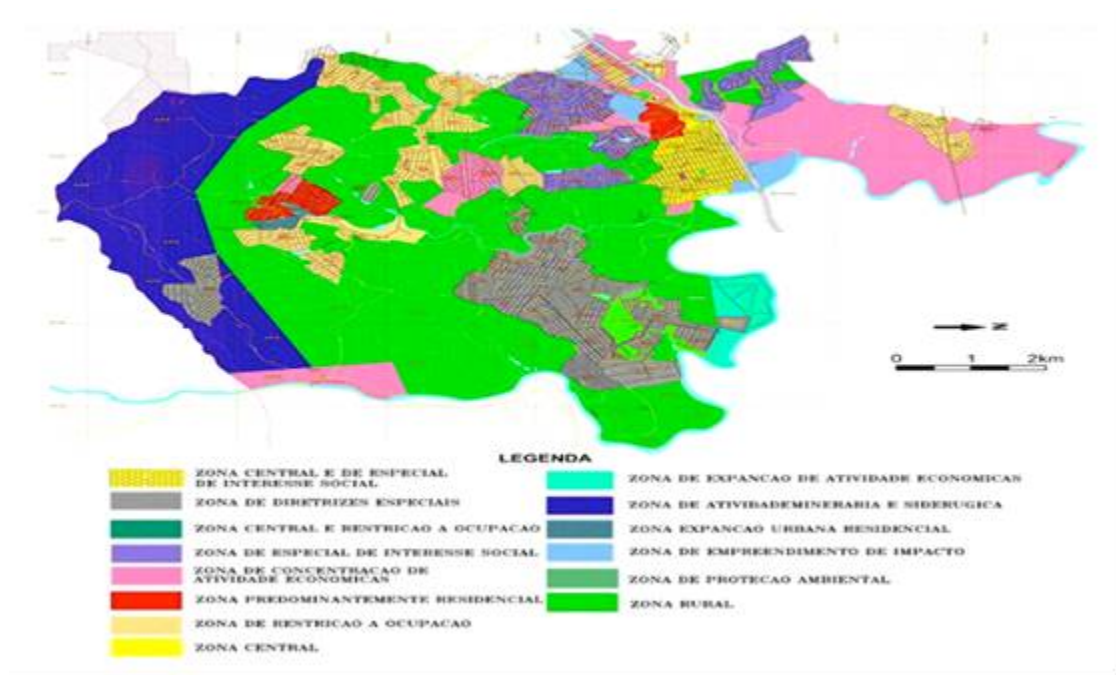 N
0 1 2km
LEGENDA
ZONA CENTRAL E DE ESPECIAL
DE INTERESSE SOCIAL
ZONA DE DIRETRIZES ESPECIAIS
ZONA CENTRAL E RESTRICAO A OCUPACAO
ZONA DE ESPECIAL DE INTERESSE SOCIAL
ZONA DE CONCENTRACAO DE
ATIVIDADE ECONOMICAS
ZONA PREDOMINANTEMENTE RESIDENCIAL
ZONA DE RESTRICAO A OCUPACAO
ZONA CENTRAL
ZONA DE EXPANCAO DE ATIVIDADE ECONOMICAS
ZONA DE ATIVIDADEMINERARIA E SIDERUGICA
ZONA EXPANCAO URBANA RESIDENCIAL
ZONA DE EMPREENDIMENTO DE IMPACTO
ZONA DE PROTECAO AMBIENTAL
ZONA RURAL